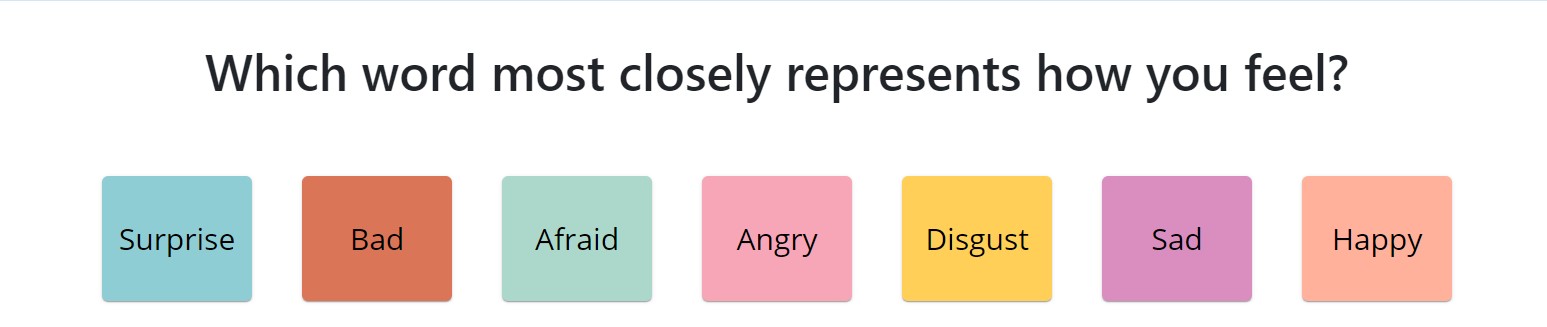 Which word most closely represents how you feel?
Surprise Bad Afraid Angry Disgust Sad Happy